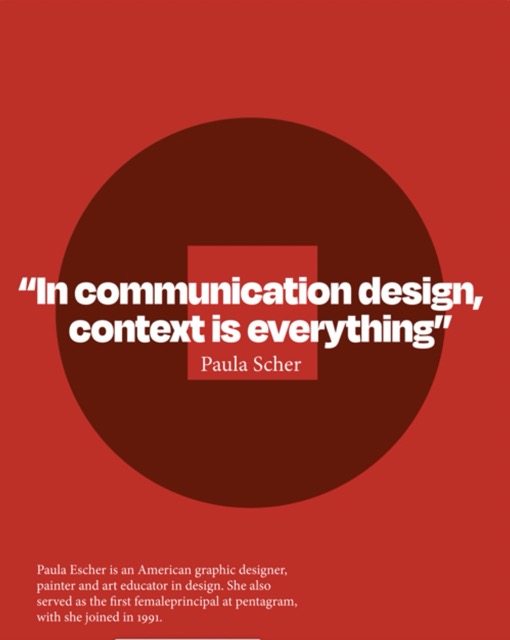 “In communication design,
context is everything”
Paula Scher
Paula Escher is an American graphic designer,
painter and art educator in design. She also
served as the first femaleprincipal at pentagram,
with she joined in 1991.